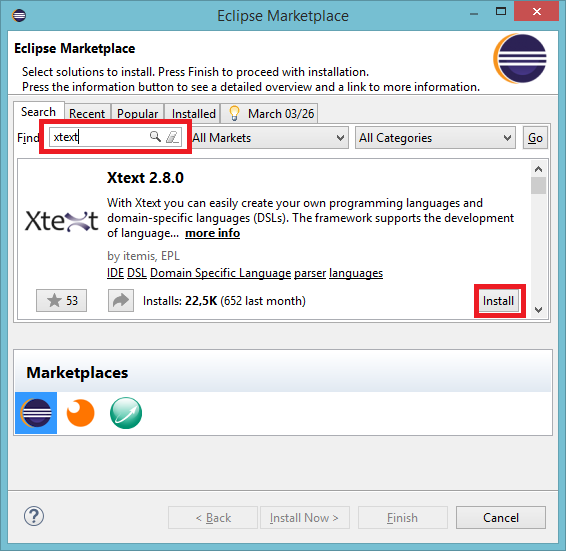 Eclipse Marketplace
Eclipse Marketplace
Select solutions to install. Press Finish to proceed with installation.
Press the information button to see a detailed overview and a link to more information.
Search Recent Popular Installed March 03/26
Find: xtext All Markets All Categories Go
Xtext 2.8.0
Xtext
With Xtext you can easily create your own programming languages and
domain-specific languages (DSLs). The framework supports the development
of language... more info
by itemis, EPL
IDE DSL Domain Specific Language parser languages
53 Installs: 22,5K (652 last month) Install
Marketplaces
? < Back Install Now > Finish Cancel